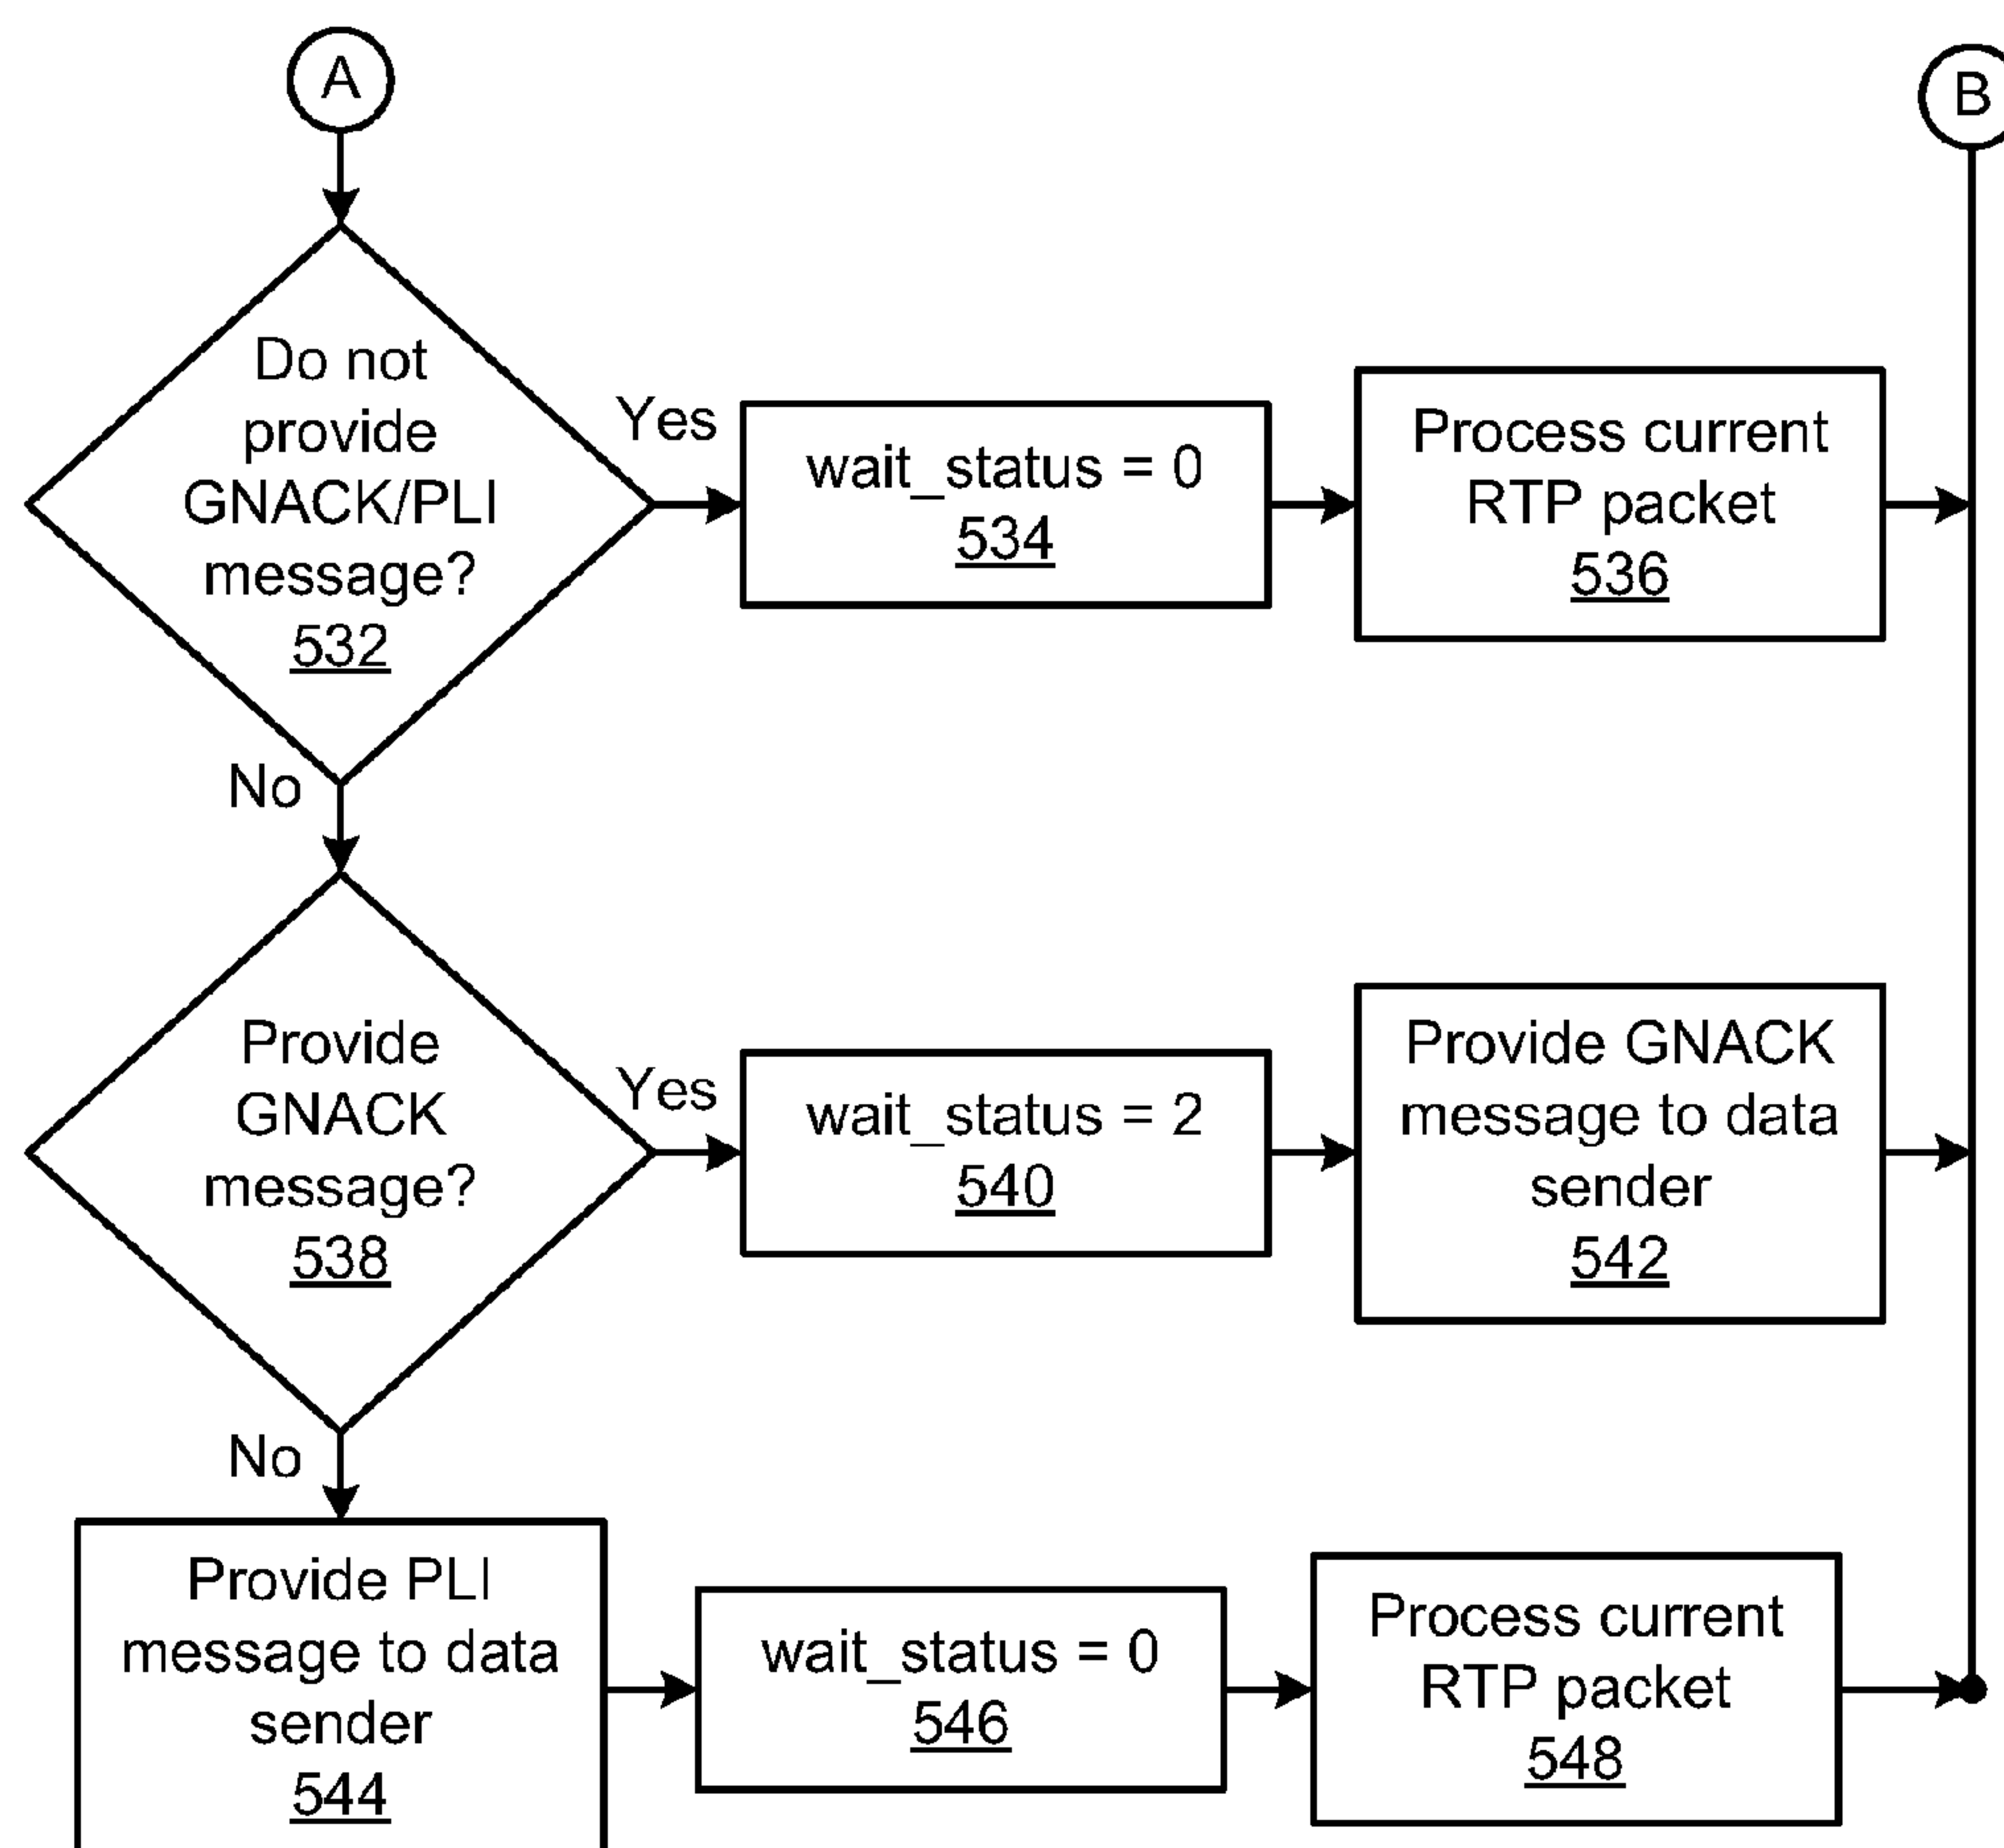 A
B
Do not
provide
GNACK/PLI
message?
532
Yes
wait_status = 0
534
Process current
RTP packet
536
No
Provide
GNACK
message?
538
Yes
wait_status = 2
540
Provide GNACK
message to data
sender
542
No
Provide PLI
message to data
sender
544
wait_status = 0
546
Process current
RTP packet
548